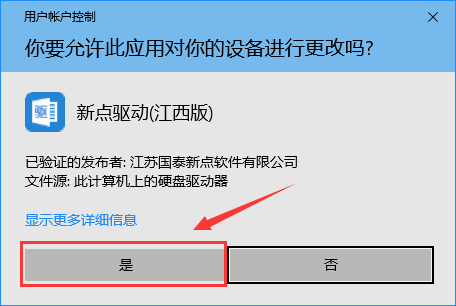 用户帐户控制
你要允许此应用对你的设备进行更改吗?
驱
新点驱动(江西版)
已验证的发布者: 江苏国泰新点软件有限公司
文件源: 此计算机上的硬盘驱动器
显示更多详细信息
是
否